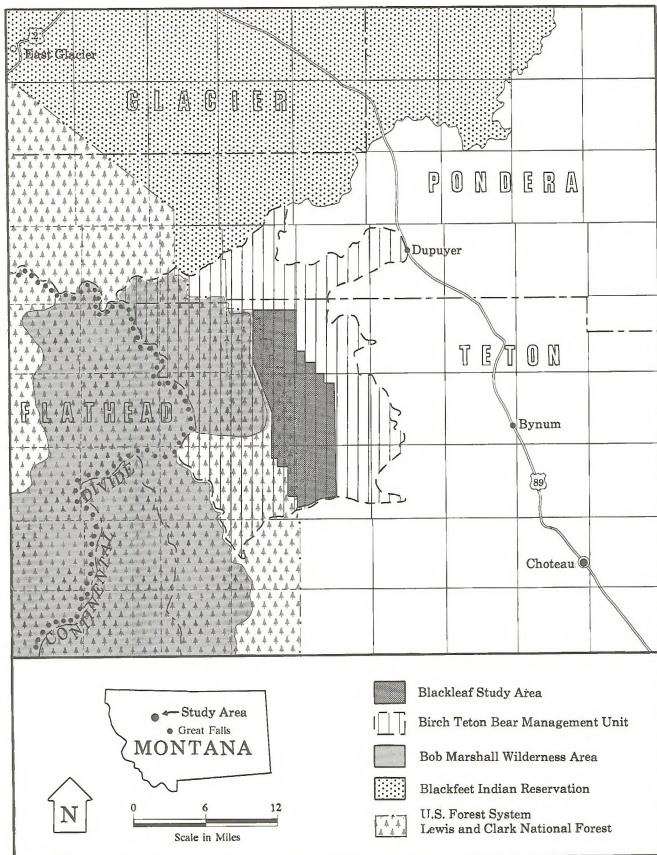 2
East Glacier
GLACIER
PONDERA
Dupuyer
TETON
FLATHEAD
Bynum
89
CONTINENTAL DIVIDE
Choteau
Study Area
Great Falls
MONTANA
N
0 6 12
Scale in Miles
Blackleaf Study Area
Birch Teton Bear Management Unit
Bob Marshall Wilderness Area
Blackfeet Indian Reservation
U.S. Forest System
Lewis and Clark National Forest